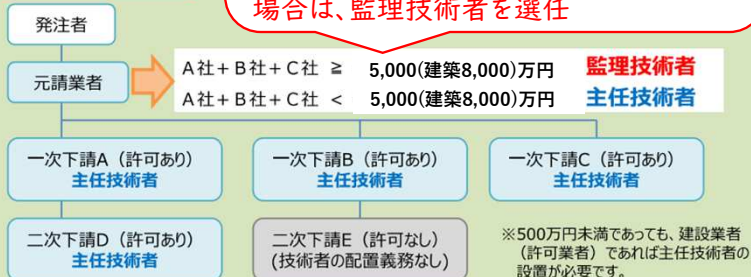 場合は、監理技術者を選任
発注者
元請業者
A社+B社+C社 ≧ 5,000(建築8,000)万円 監理技術者
A社+B社+C社 < 5,000(建築8,000)万円 主任技術者
一次下請A(許可あり)
主任技術者
一次下請B(許可あり)
主任技術者
一次下請C(許可あり)
主任技術者
二次下請D(許可あり)
主任技術者
二次下請E(許可なし)
(技術者の配置義務なし)
※500万円未満であっても、建設業者
(許可業者)であれば主任技術者の
設置が必要です。